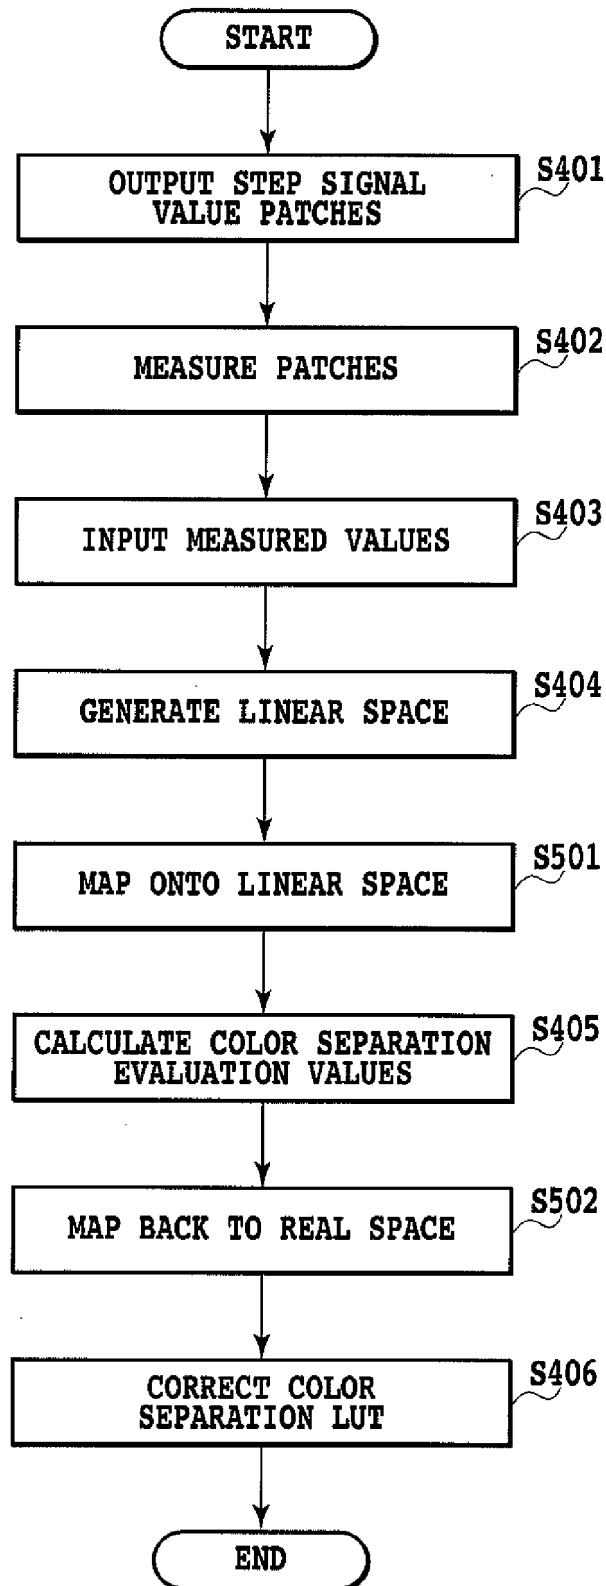 START
S401
OUTPUT STEP SIGNAL
VALUE PATCHES
S402
MEASURE PATCHES
S403
INPUT MEASURED VALUES
S404
GENERATE LINEAR SPACE
S501
MAP ONTO LINEAR SPACE
S405
CALCULATE COLOR SEPARATION
EVALUATION VALUES
S502
MAP BACK TO REAL SPACE
S406
CORRECT COLOR
SEPARATION LUT
END